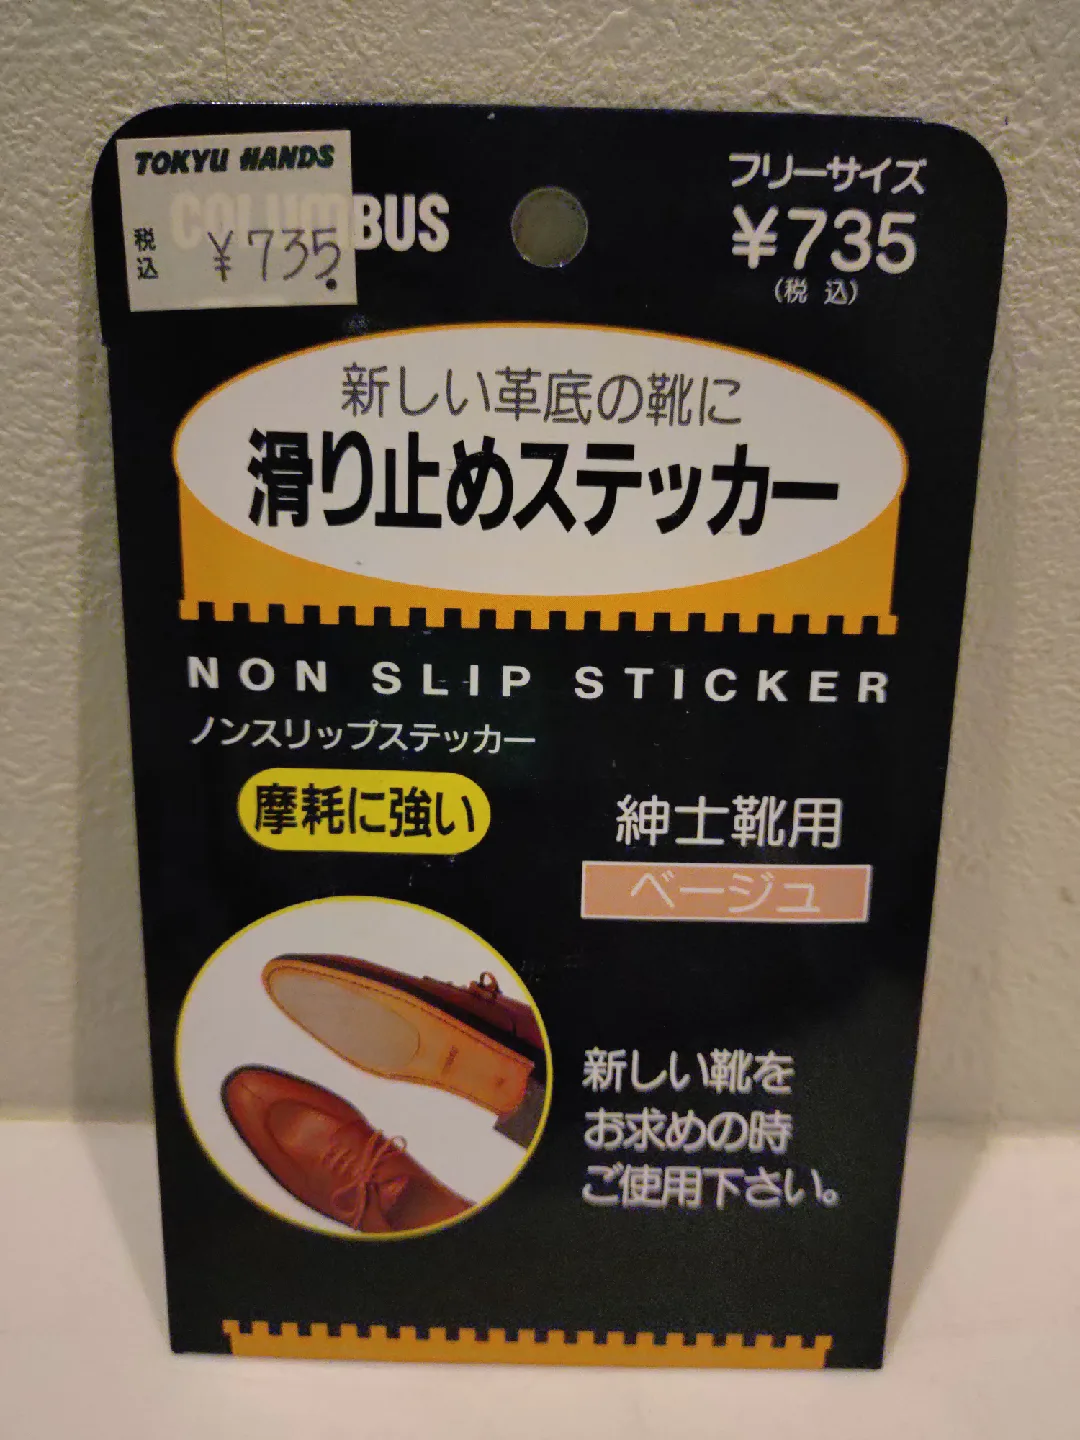 TOKYU HANDS
税込 ¥735.
COLUMBUS
フリーサイズ
¥735
(税込)
新しい革底の靴に
滑り止めステッカー
NON SLIP STICKER
ノンスリップステッカー
摩耗に強い
紳士靴用
ベージュ
新しい靴を
お求めの時
ご使用下さい。